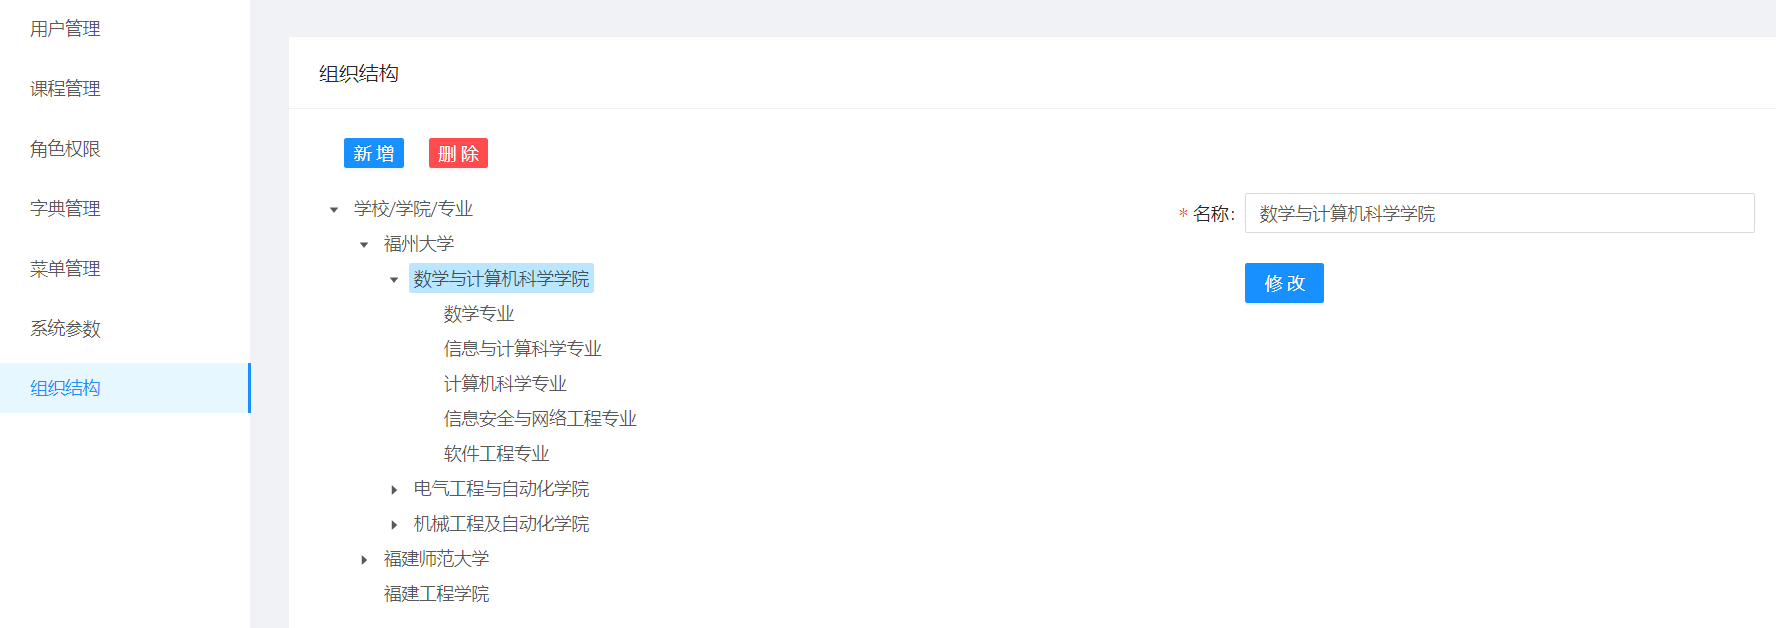 用户管理
课程管理
角色权限
字典管理
菜单管理
系统参数
组织结构
组织结构
新增 删除
学校/学院/专业
福州大学
数学与计算机科学学院
数学专业
信息与计算科学专业
计算机科学专业
信息安全与网络工程专业
软件工程专业
电气工程与自动化学院
机械工程及自动化学院
福建师范大学
福建工程学院
* 名称: 数学与计算机科学学院
修改